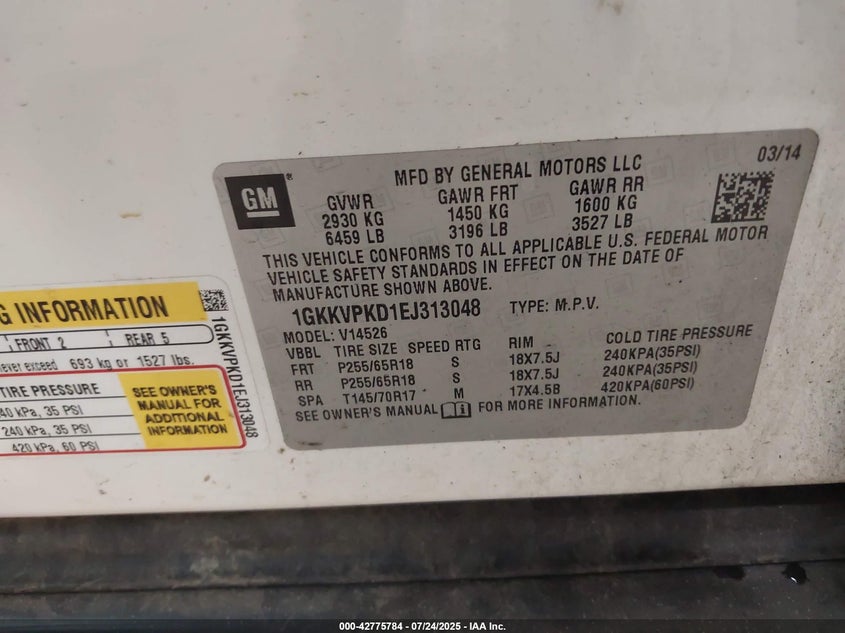 MFD BY GENERAL MOTORS LLC
03/14
GM
GVWR GAWR FRT GAWR RR
2930 KG 1450 KG 1600 KG
6459 LB 3196 LB 3527 LB
THIS VEHICLE CONFORMS TO ALL APPLICABLE U.S. FEDERAL MOTOR
VEHICLE SAFETY STANDARDS IN EFFECT ON THE DATE OF
MANUFACTURE SHOWN ABOVE.
1GKKVPKD1EJ313048 TYPE: M.P.V.
MODEL: V14526
VBBL TIRE SIZE SPEED RTG RIM COLD TIRE PRESSURE
FRT P255/65R18 S 18X7.5J 240KPA(35PSI)
RR P255/65R18 S 18X7.5J 240KPA(35PSI)
SPA T145/70R17 M 17X4.5B 420KPA(60PSI)
SEE OWNER'S MANUAL FOR MORE INFORMATION.
G INFORMATION
FRONT 2 REAR 5
never exceed 693 kg or 1527 lbs.
TIRE PRESSURE
40 kPa, 35 PSI
240 kPa, 35 PSI
420 kPa, 60 PSI
SEE OWNER'S
MANUAL FOR
ADDITIONAL
INFORMATION
1GKKVPKD1EJ313048
000-42775784 - 07/24/2025 - IAA Inc.